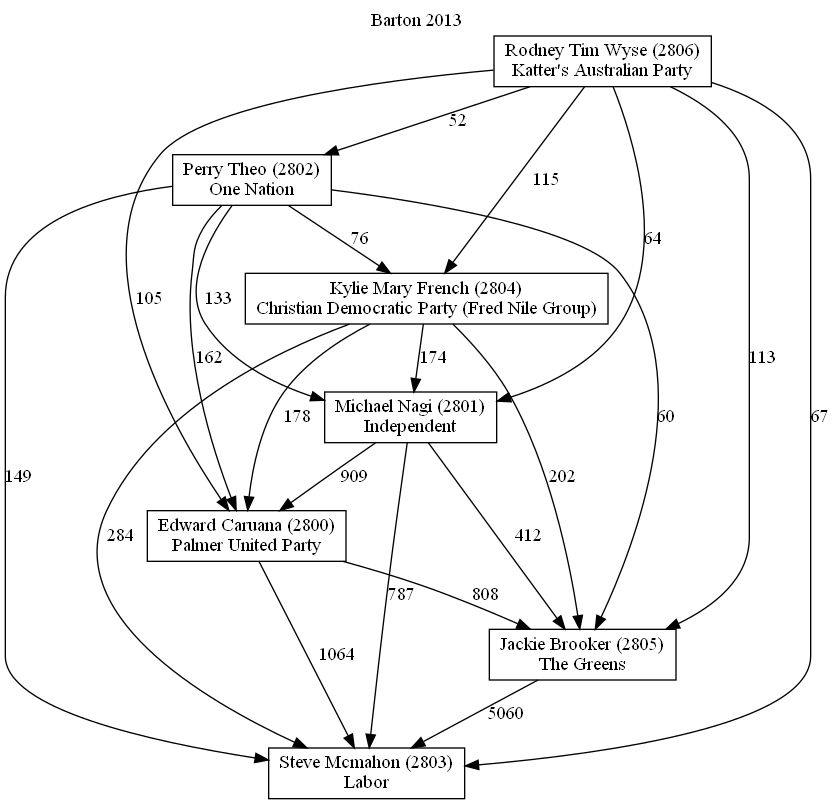 Barton 2013
Rodney Tim Wyse (2806)
Katter's Australian Party
52
Perry Theo (2802)
One Nation
115
76
64
Kylie Mary French (2804)
Christian Democratic Party (Fred Nile Group)
105
133
162
174
113
Michael Nagi (2801)
Independent
178
60
67
149
909
202
Edward Caruana (2800)
Palmer United Party
284
412
787
808
Jackie Brooker (2805)
The Greens
1064
5060
Steve Mcmahon (2803)
Labor